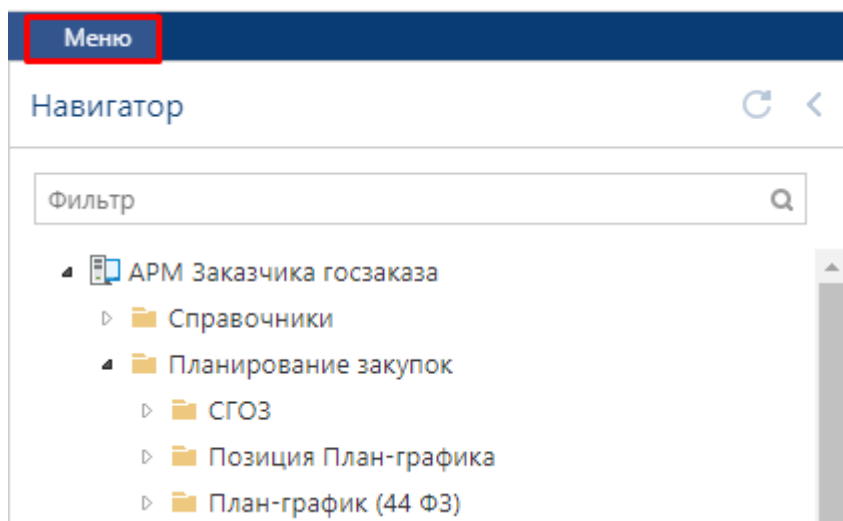 Меню
Навигатор
Фильтр
АРМ Заказчика госзаказа
Справочники
Планирование закупок
СГОЗ
Позиция План-графика
План-график (44 ФЗ)